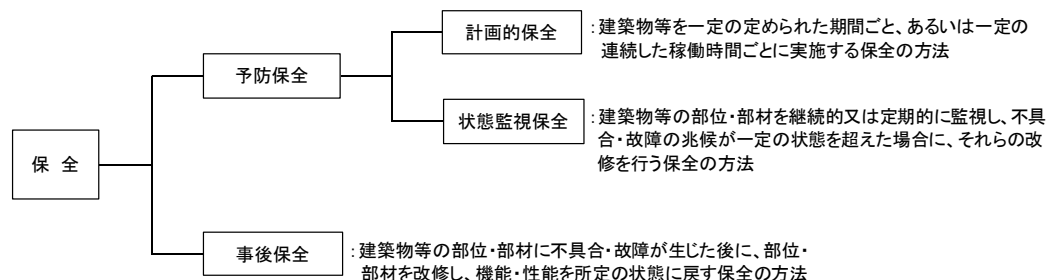 計画的保全
：建築物等を一定の定められた期間ごと、あるいは一定の
連続した稼働時間ごとに実施する保全の方法
予防保全
状態監視保全
：建築物等の部位・部材を継続的又は定期的に監視し、不具
合・故障の兆候が一定の状態を超えた場合に、それらの改
修を行う保全の方法
保 全
事後保全
：建築物等の部位・部材に不具合・故障が生じた後に、部位・
部材を改修し、機能・性能を所定の状態に戻す保全の方法